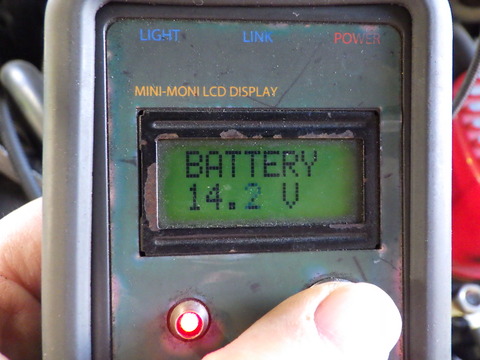 LIGHT LINK POWER
MINI-MONI LCD DISPLAY
BATTERY
14.2 V